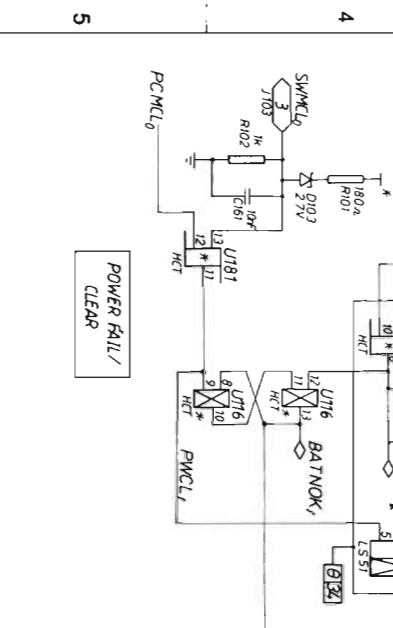 5
4
SWMCL₀
3
J103
1k
R102
180Ω
R101
*
D103
2.7V
10nF
C161
PCMCL₀
13
12
*
11
U181
HCT
POWER FAIL/
CLEAR
8
9
10
U116
HCT
*
12
11
13
U116
HCT
*
BATNOK₁
PWCL₁
10
*
HCT
5
LS51
B 34